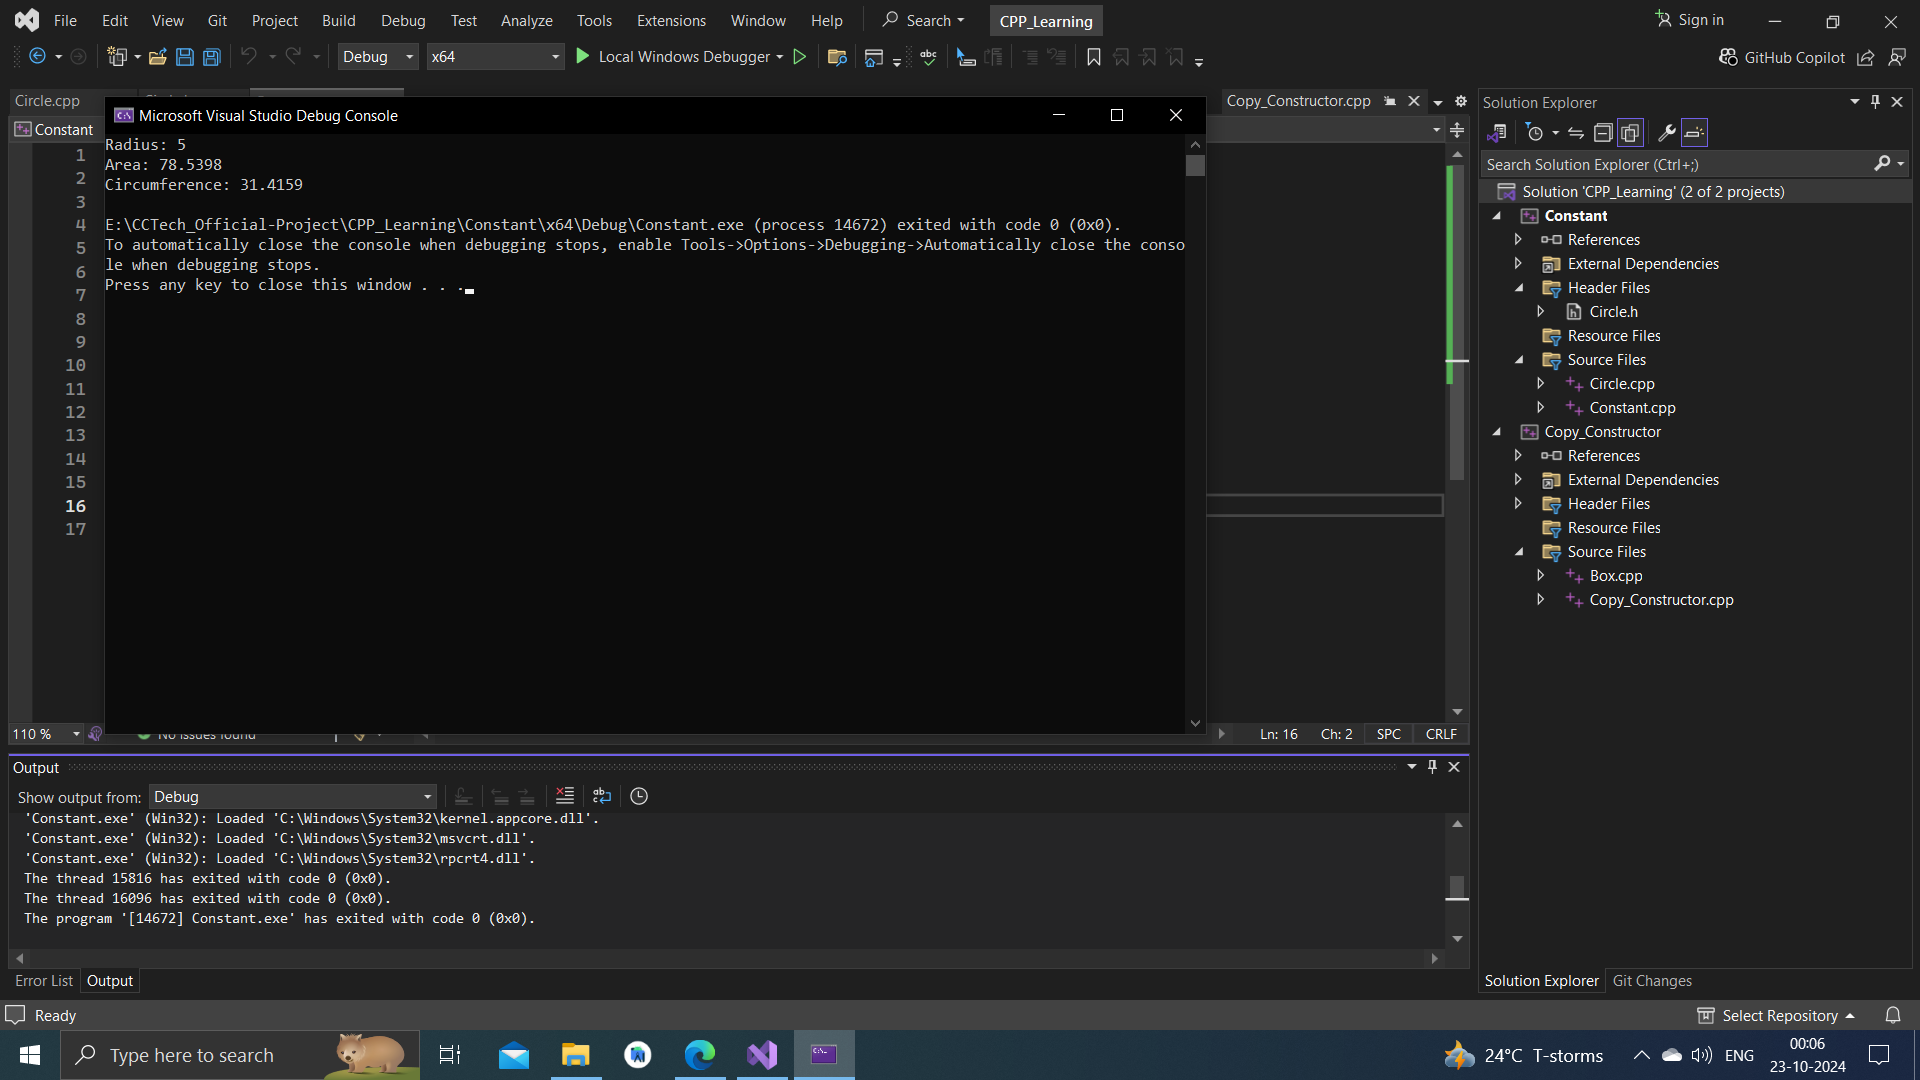 File Edit View Git Project Build Debug Test Analyze Tools Extensions Window Help Search CPP_Learning Sign in
Debug x64 Local Windows Debugger GitHub Copilot
Circle.cpp Copy_Constructor.cpp
Constant
Microsoft Visual Studio Debug Console
Radius: 5
Area: 78.5398
Circumference: 31.4159
E:\CCTech_Official-Project\CPP_Learning\Constant\x64\Debug\Constant.exe (process 14672) exited with code 0 (0x0).
To automatically close the console when debugging stops, enable Tools->Options->Debugging->Automatically close the conso
le when debugging stops.
Press any key to close this window . . .
1
2
3
4
5
6
7
8
9
10
11
12
13
14
15
16
17
110 % No issues found Ln: 16 Ch: 2 SPC CRLF
Solution Explorer
Search Solution Explorer (Ctrl+;)
Solution 'CPP_Learning' (2 of 2 projects)
Constant
References
External Dependencies
Header Files
Circle.h
Resource Files
Source Files
Circle.cpp
Constant.cpp
Copy_Constructor
References
External Dependencies
Header Files
Resource Files
Source Files
Box.cpp
Copy_Constructor.cpp
Output
Show output from: Debug
'Constant.exe' (Win32): Loaded 'C:\Windows\System32\kernel.appcore.dll'.
'Constant.exe' (Win32): Loaded 'C:\Windows\System32\msvcrt.dll'.
'Constant.exe' (Win32): Loaded 'C:\Windows\System32\rpcrt4.dll'.
The thread 15816 has exited with code 0 (0x0).
The thread 16096 has exited with code 0 (0x0).
The program '[14672] Constant.exe' has exited with code 0 (0x0).
Error List Output
Solution Explorer Git Changes
Ready Select Repository
Type here to search
24°C T-storms ENG
00:06
23-10-2024